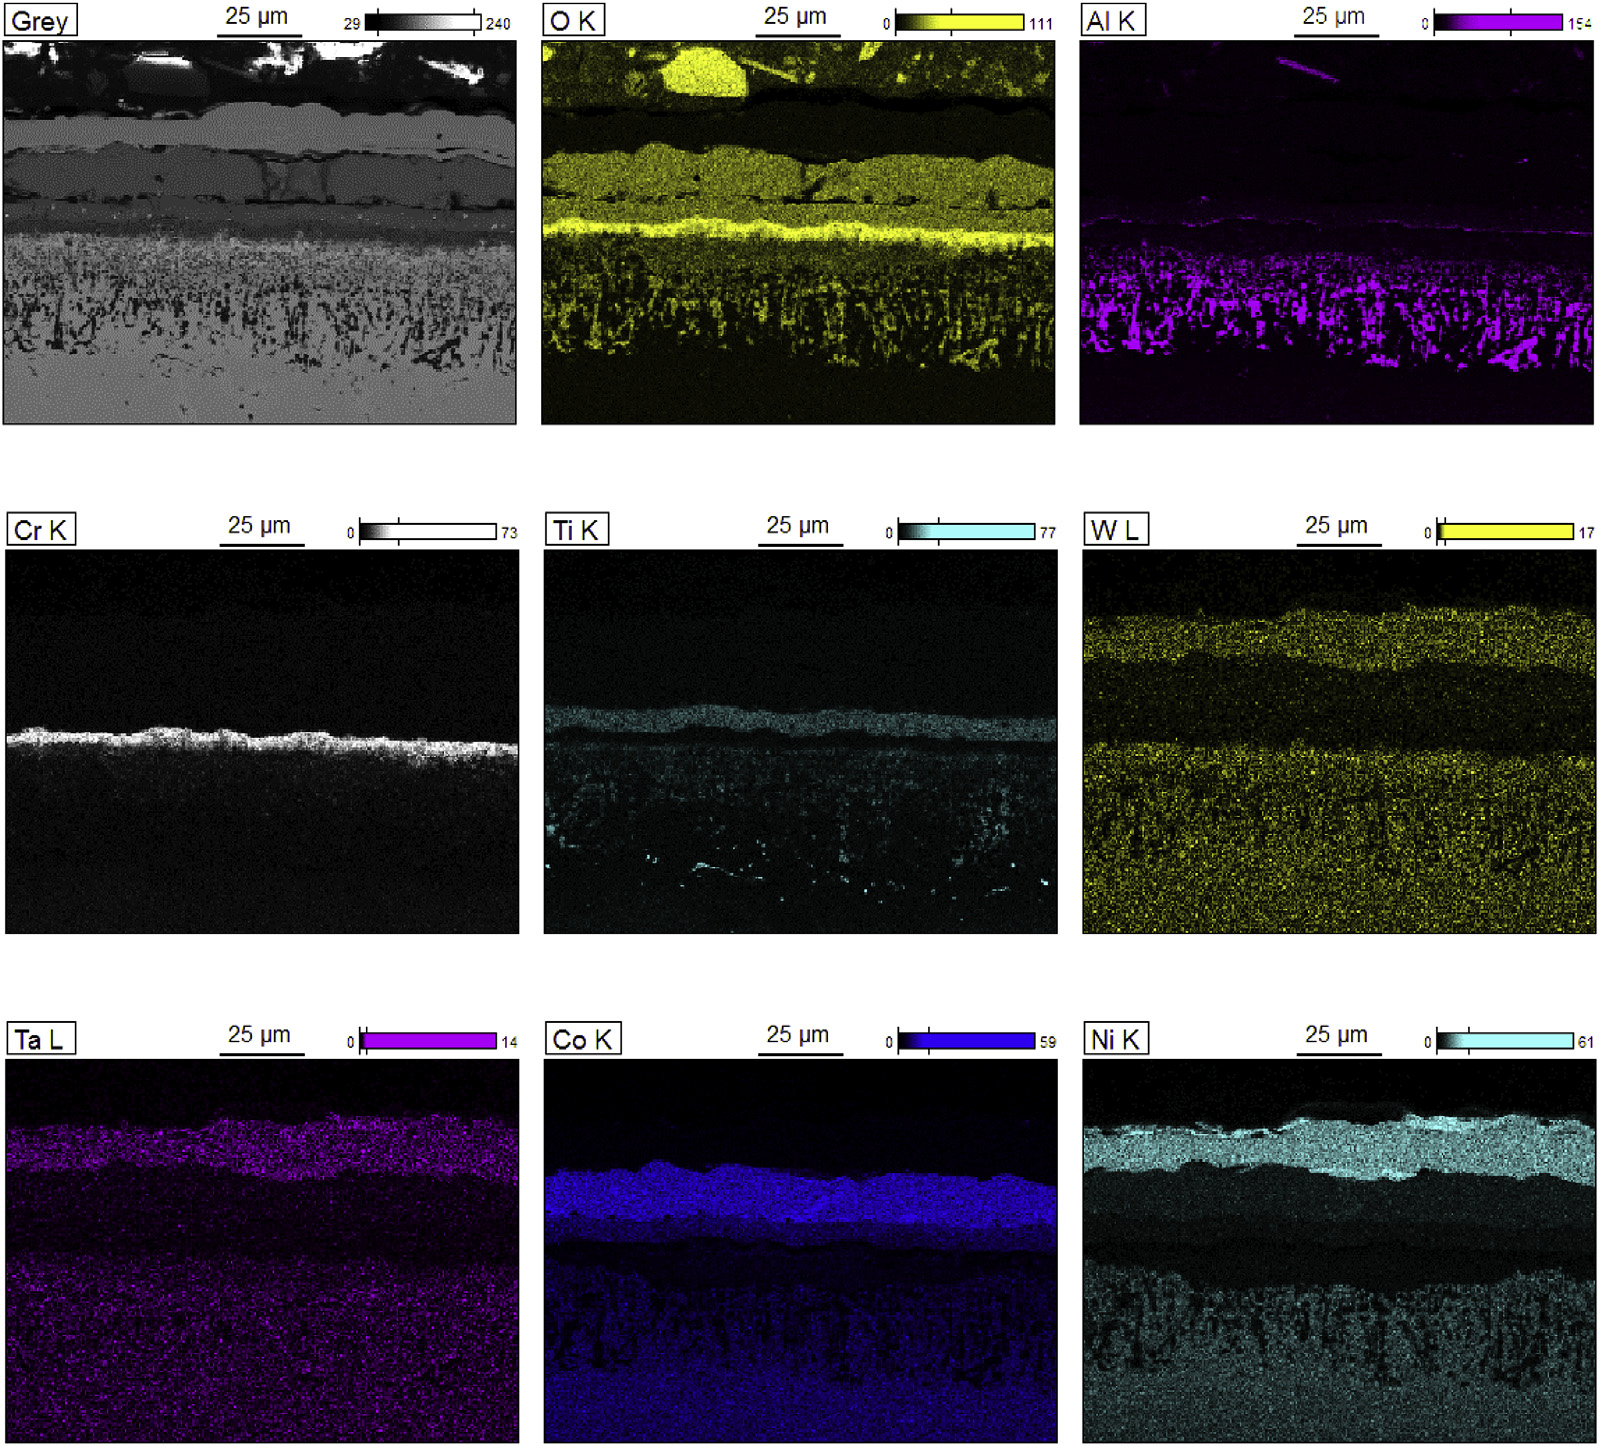 Grey 25 µm 29 240
O K 25 µm 0 111
Al K 25 µm 0 154
Cr K 25 µm 0 73
Ti K 25 µm 0 77
W L 25 µm 0 17
Ta L 25 µm 0 14
Co K 25 µm 0 59
Ni K 25 µm 0 61